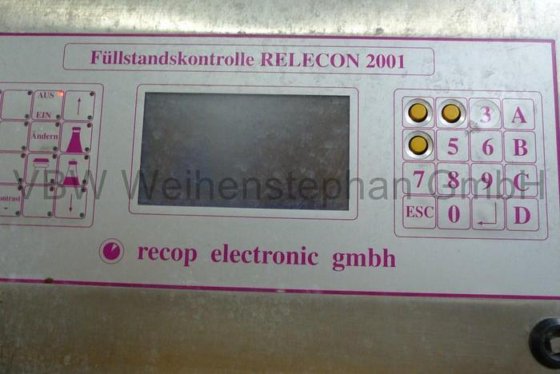 Füllstandskontrolle RELECON 2001
AUS
EIN
↑
Ändern
↓
3 A
5 6 B
7 8 9 C
ESC 0 D
VBW Weihenstephan GmbH
recop electronic gmbh